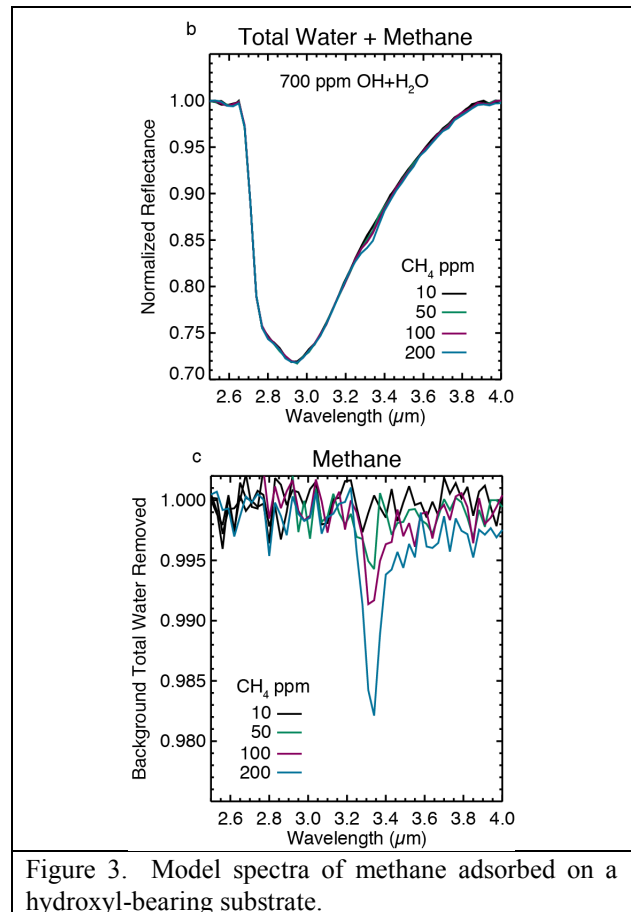 b
Total Water + Methane
700 ppm OH+H₂O
Normalized Reflectance
1.00
0.95
0.90
0.85
0.80
0.75
0.70
CH₄ ppm
10
50
100
200
2.6 2.8 3.0 3.2 3.4 3.6 3.8 4.0
Wavelength (µm)
c
Methane
Background Total Water Removed
1.000
0.995
0.990
0.985
0.980
CH₄ ppm
10
50
100
200
2.6 2.8 3.0 3.2 3.4 3.6 3.8 4.0
Wavelength (µm)
Figure 3. Model spectra of methane adsorbed on a
hydroxyl-bearing substrate.